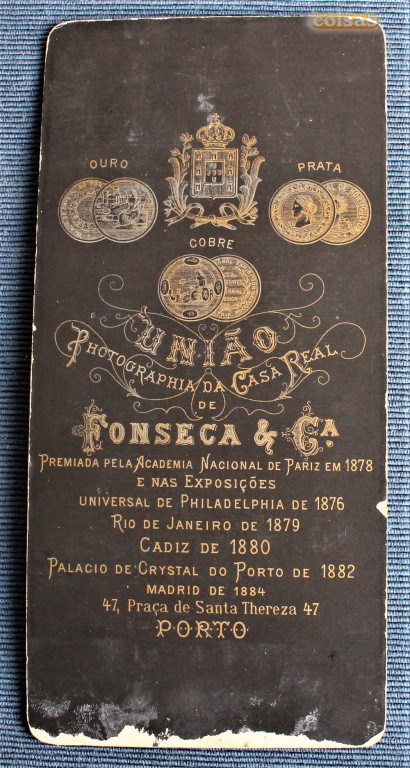 coisas
OURO
PRATA
COBRE
UNIÃO
PHOTOGRAPHIA DA CASA REAL
DE
FONSECA & CA
PREMIADA PELA ACADEMIA NACIONAL DE PARIZ EM 1878
E NAS EXPOSIÇÕES
UNIVERSAL DE PHILADELPHIA DE 1876
RIO DE JANEIRO DE 1879
CADIZ DE 1880
PALACIO DE CRYSTAL DO PORTO DE 1882
MADRID DE 1884
47, Praça de Santa Thereza 47
PORTO